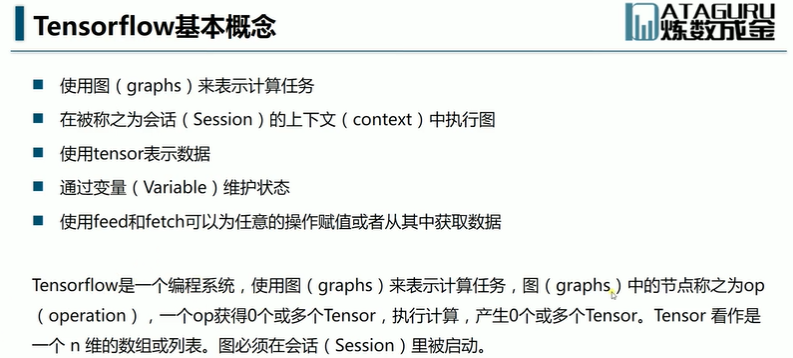 Tensorflow基本概念
ATAGURU
炼数成金
使用图（graphs）来表示计算任务
在被称之为会话（Session）的上下文（context）中执行图
使用tensor表示数据
通过变量（Variable）维护状态
使用feed和fetch可以为任意的操作赋值或者从其中获取数据
Tensorflow是一个编程系统，使用图（graphs）来表示计算任务，图（graphs）中的节点称之为op
（operation），一个op获得0个或多个Tensor，执行计算，产生0个或多个Tensor。Tensor 看作是
一个 n 维的数组或列表。图必须在会话（Session）里被启动。